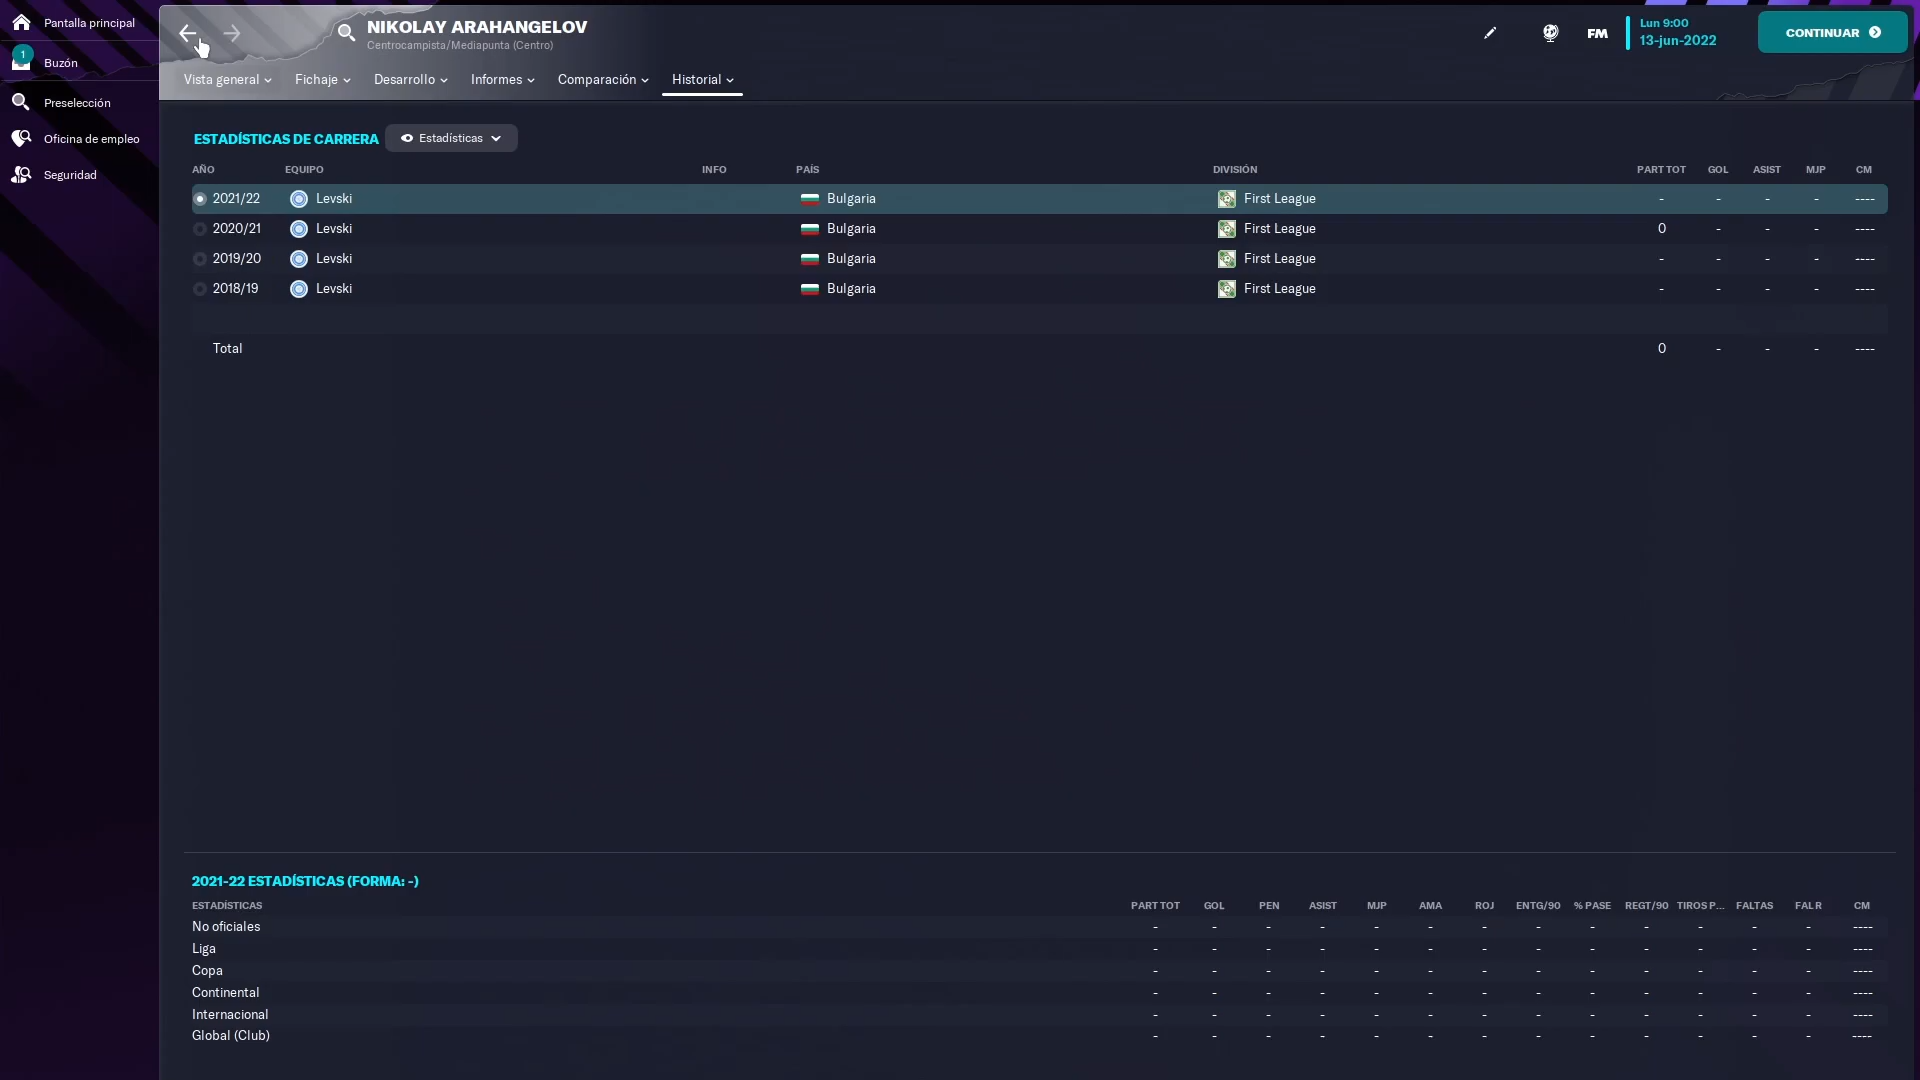 Pantalla principal
1
Buzón
Preselección
Oficina de empleo
Seguridad
NIKOLAY ARAHANGELOV
Centrocampista/Mediapunta (Centro)
FM
Lun 9:00
13-jun-2022
CONTINUAR
Vista general Fichaje Desarrollo Informes Comparación Historial
ESTADÍSTICAS DE CARRERA Estadísticas
AÑO EQUIPO INFO PAÍS DIVISIÓN PART TOT GOL ASIST MJP CM
2021/22 Levski Bulgaria First League - - - - ----
2020/21 Levski Bulgaria First League 0 - - - ----
2019/20 Levski Bulgaria First League - - - - ----
2018/19 Levski Bulgaria First League - - - - ----
Total 0 - - - ----
2021-22 ESTADÍSTICAS (FORMA: -)
ESTADÍSTICAS PART TOT GOL PEN ASIST MJP AMA ROJ ENTG/90 % PASE REGT/90 TIROS P... FALTAS FAL R CM
No oficiales - - - - - - - - - - - - - ----
Liga - - - - - - - - - - - - - ----
Copa - - - - - - - - - - - - - ----
Continental - - - - - - - - - - - - - ----
Internacional - - - - - - - - - - - - - ----
Global (Club) - - - - - - - - - - - - - ----